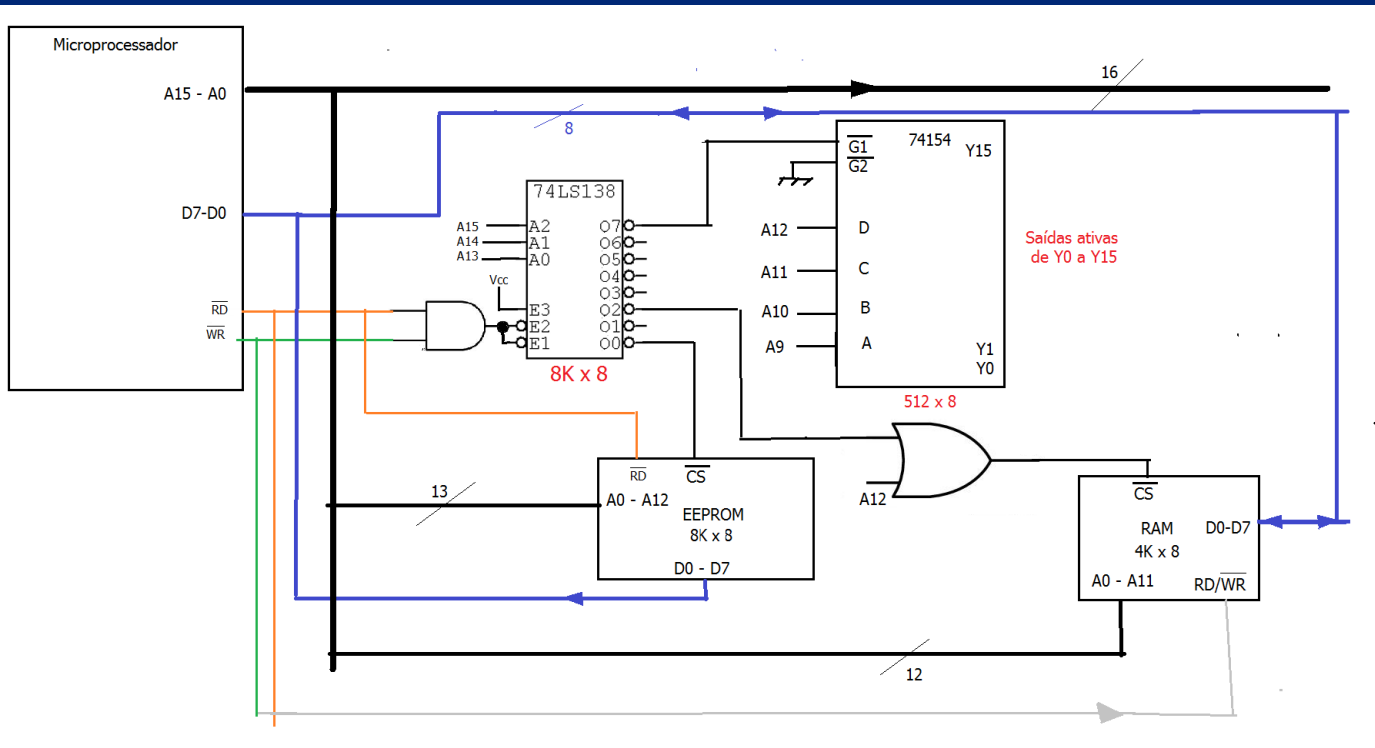 Microprocessador
A15 - A0
16
8
D7-D0
RD
WR
74LS138
A15 A2 O7
A14 A1 O6
A13 A0 O5
O4
Vcc O3
E3 O2
E2 O1
E1 O0
8K x 8
G1 74154 Y15
G2
A12 D
A11 C
A10 B
A9 A
Y1
Y0
512 x 8
Saídas ativas
de Y0 a Y15
13
RD CS
A0 - A12
EEPROM
8K x 8
D0 - D7
A12
CS
RAM D0-D7
4K x 8
A0 - A11 RD/WR
12